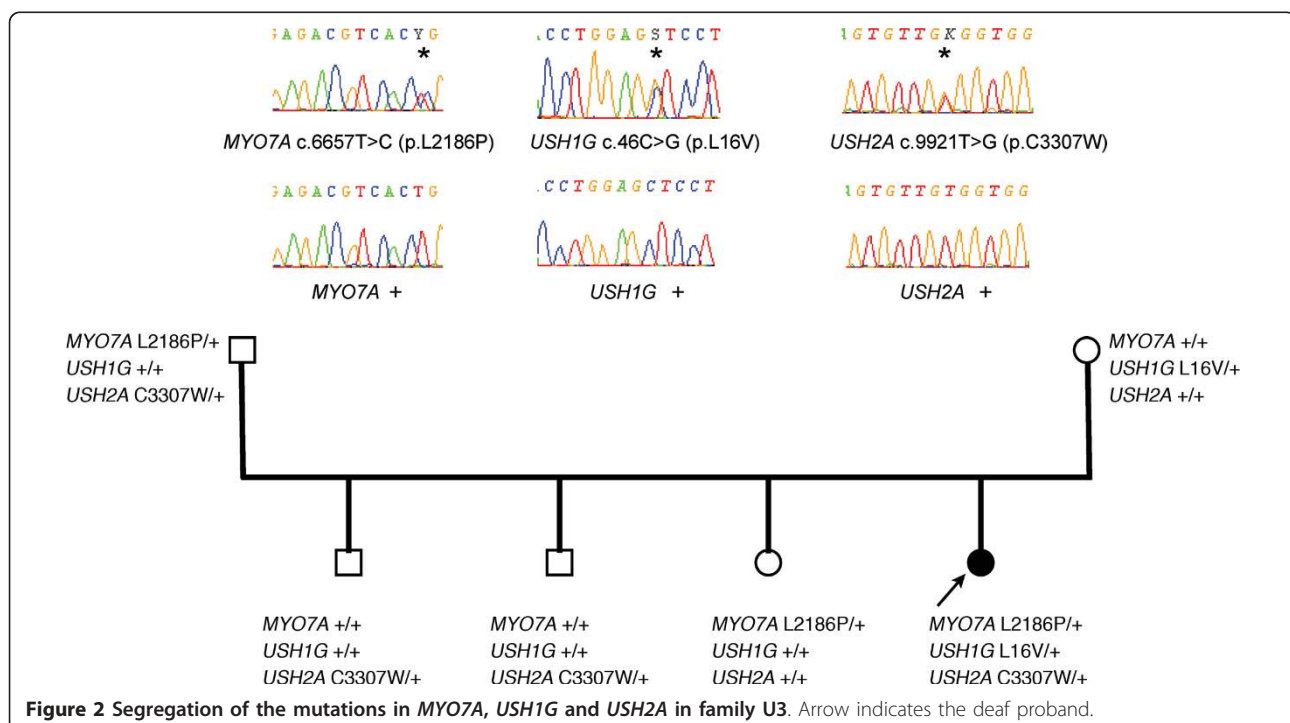 GAGACGTCACYG
*
MYO7A c.6657T>C (p.L2186P)
CCTGGAGSTCCT
*
USH1G c.46C>G (p.L16V)
GTGTTGKGGTGG
*
USH2A c.9921T>G (p.C3307W)
GAGACGTCACTG
MYO7A +
CCTGGAGCTCCT
USH1G +
GTGTTGTGGTGG
USH2A +
MYO7A L2186P/+
USH1G +/+
USH2A C3307W/+
MYO7A +/+
USH1G L16V/+
USH2A +/+
MYO7A +/+
USH1G +/+
USH2A C3307W/+
MYO7A +/+
USH1G +/+
USH2A C3307W/+
MYO7A L2186P/+
USH1G +/+
USH2A +/+
MYO7A L2186P/+
USH1G L16V/+
USH2A C3307W/+
Figure 2 Segregation of the mutations in MYO7A, USH1G and USH2A in family U3. Arrow indicates the deaf proband.